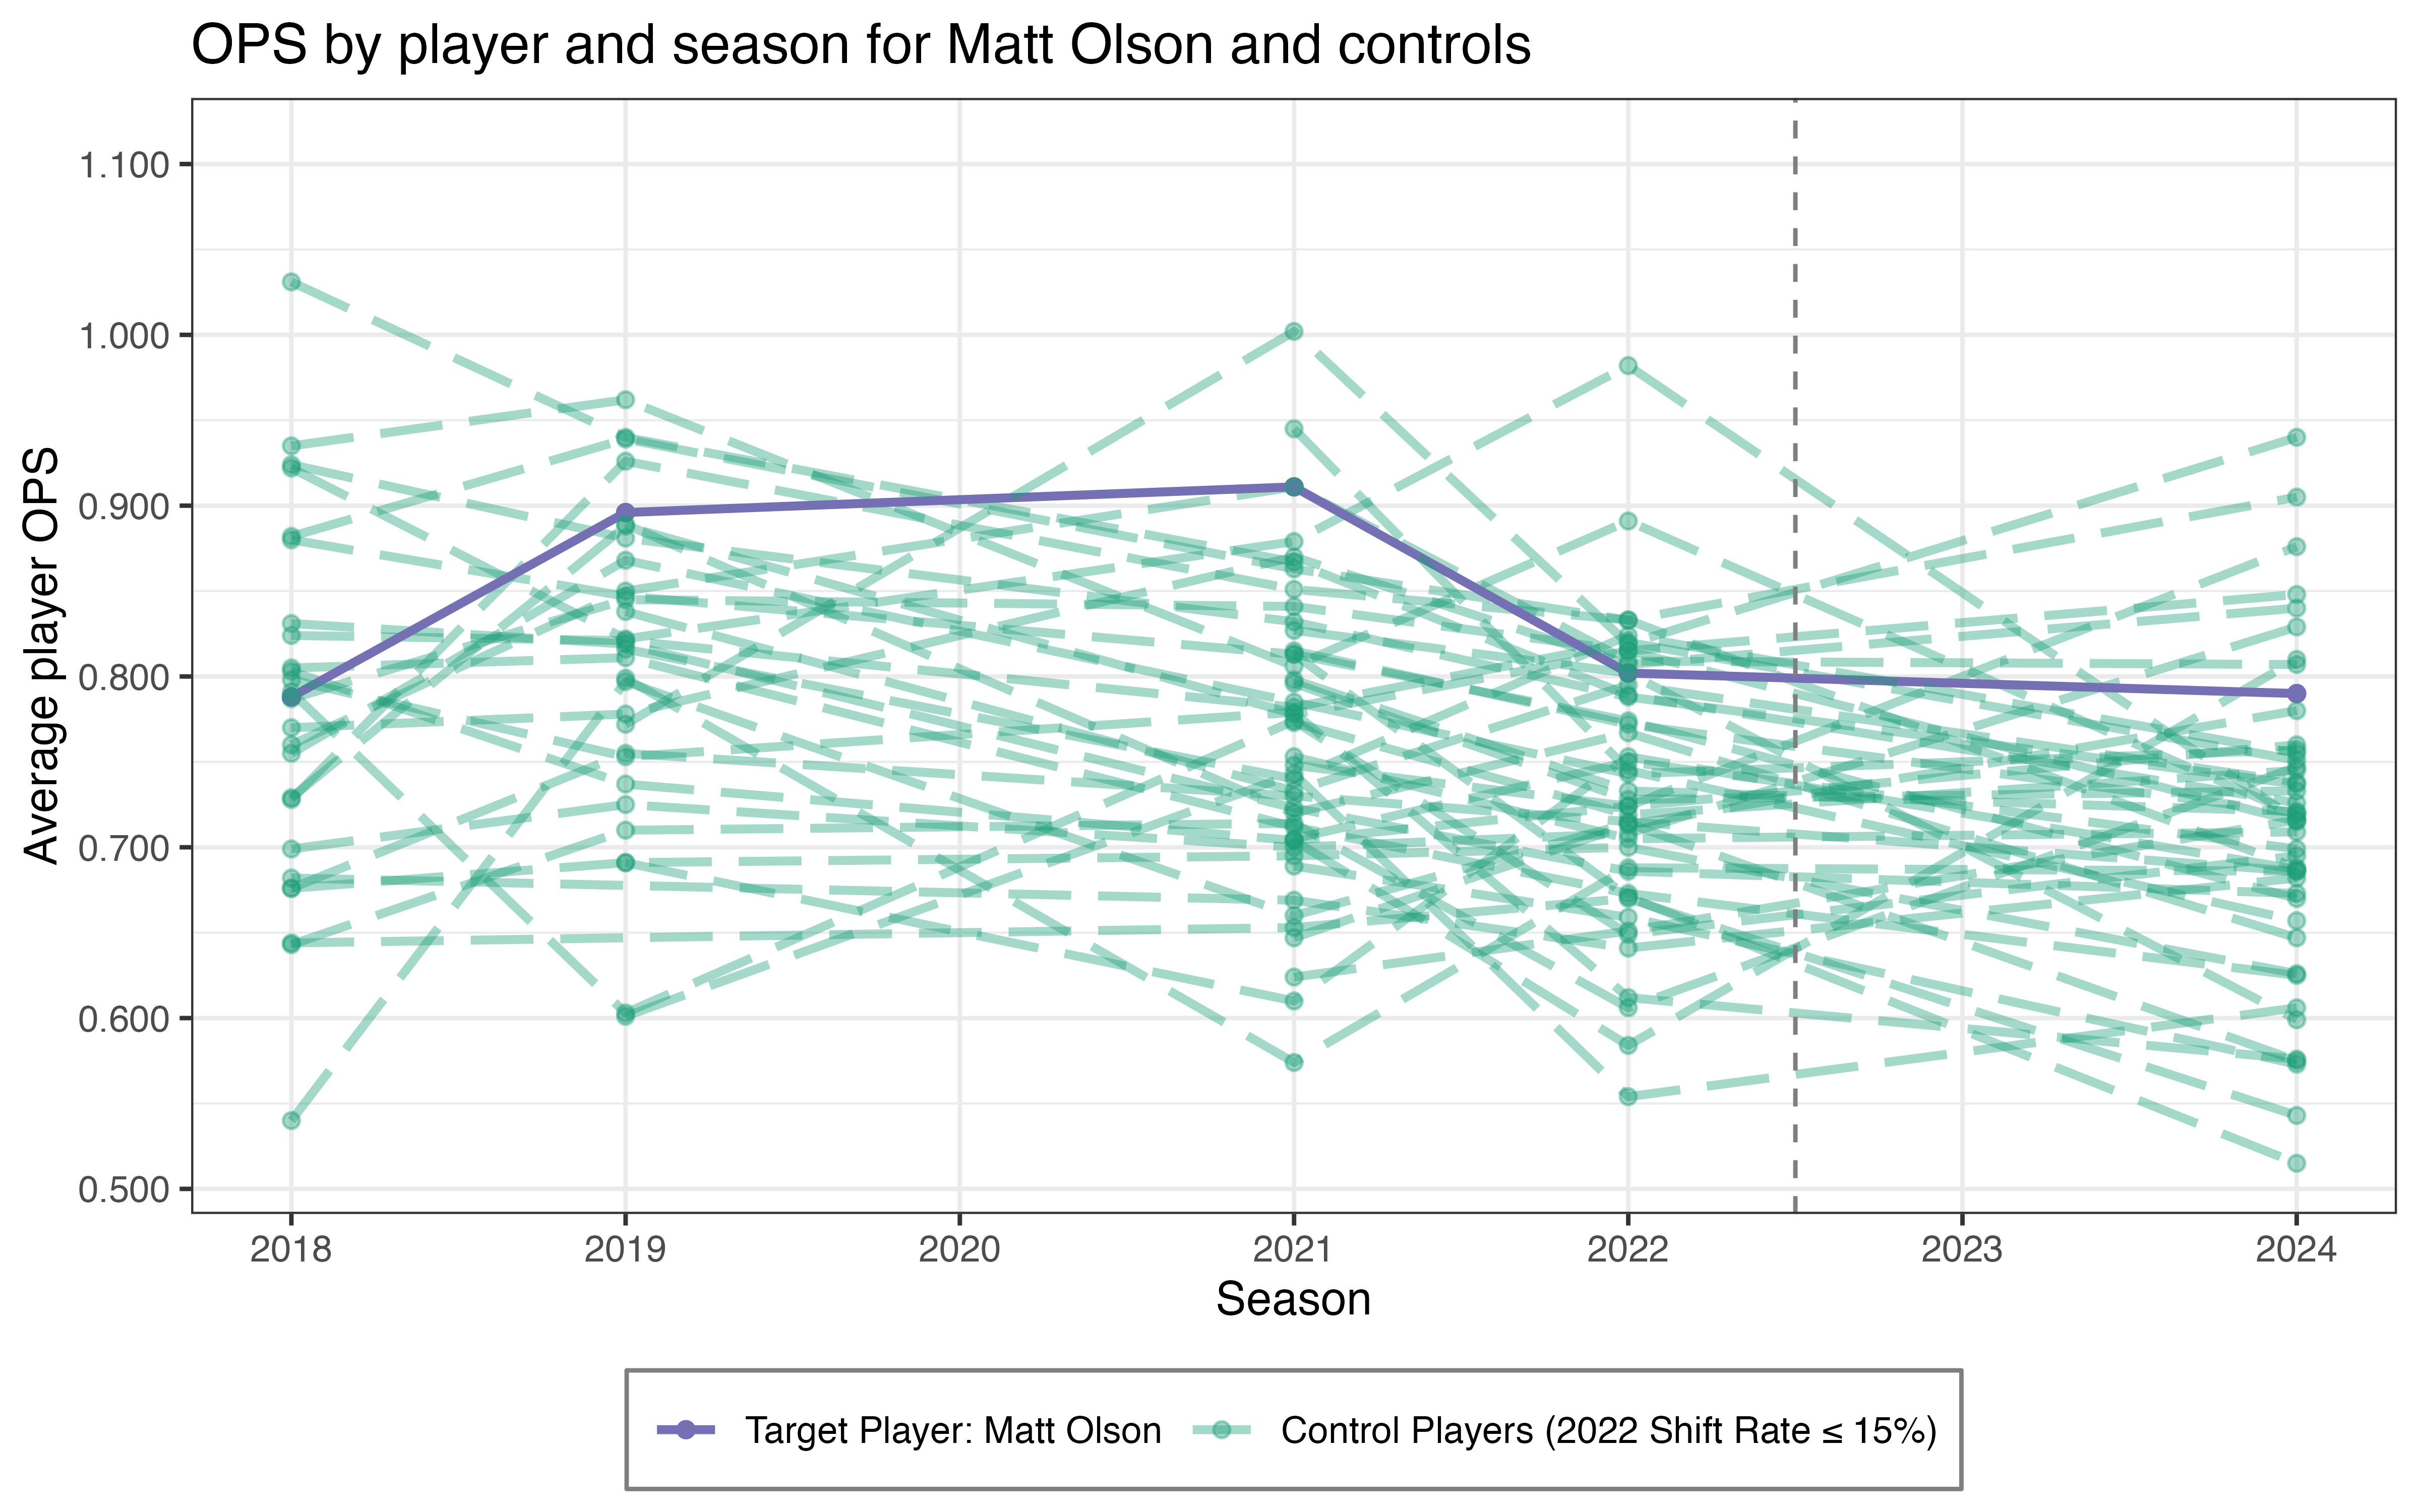 OPS by player and season for Matt Olson and controls
Average player OPS
1.100
1.000
0.900
0.800
0.700
0.600
0.500
2018 2019 2020 2021 2022 2023 2024
Season
Target Player: Matt Olson Control Players (2022 Shift Rate ≤ 15%)